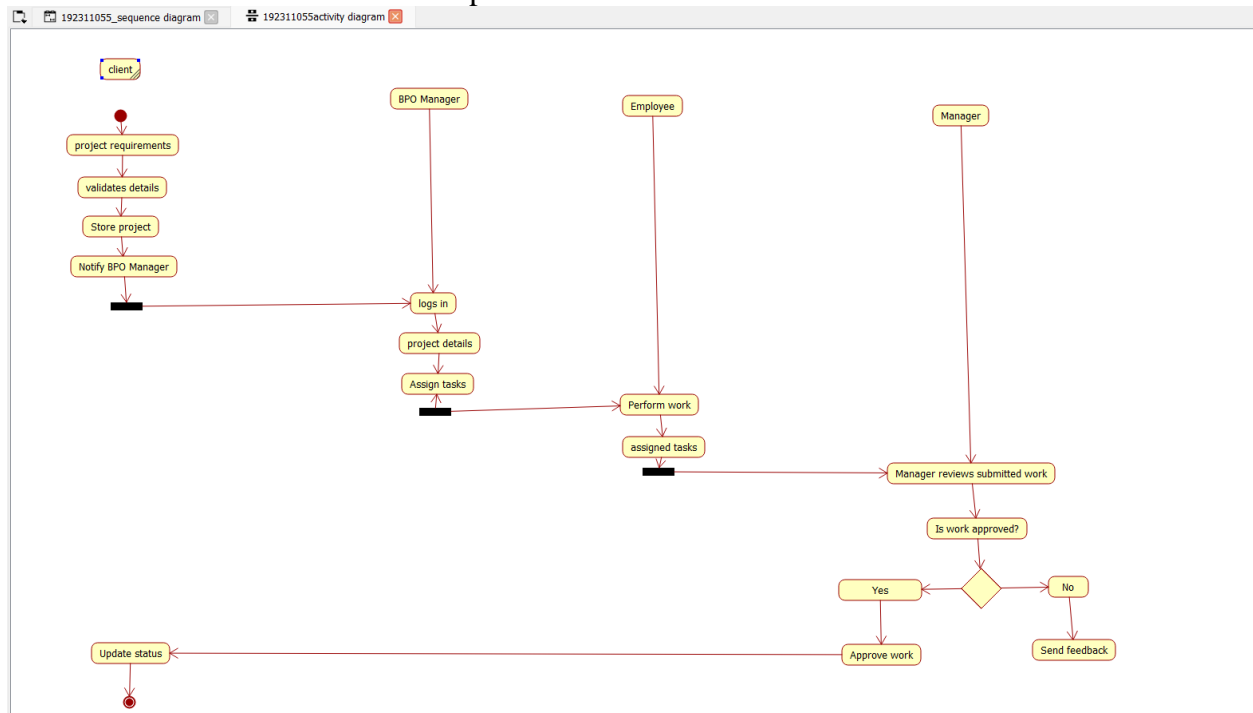 192311055_sequence diagram
192311055activity diagram
client
BPO Manager
Employee
Manager
project requirements
validates details
Store project
Notify BPO Manager
logs in
project details
Assign tasks
Perform work
assigned tasks
Manager reviews submitted work
Is work approved?
Yes
No
Update status
Approve work
Send feedback